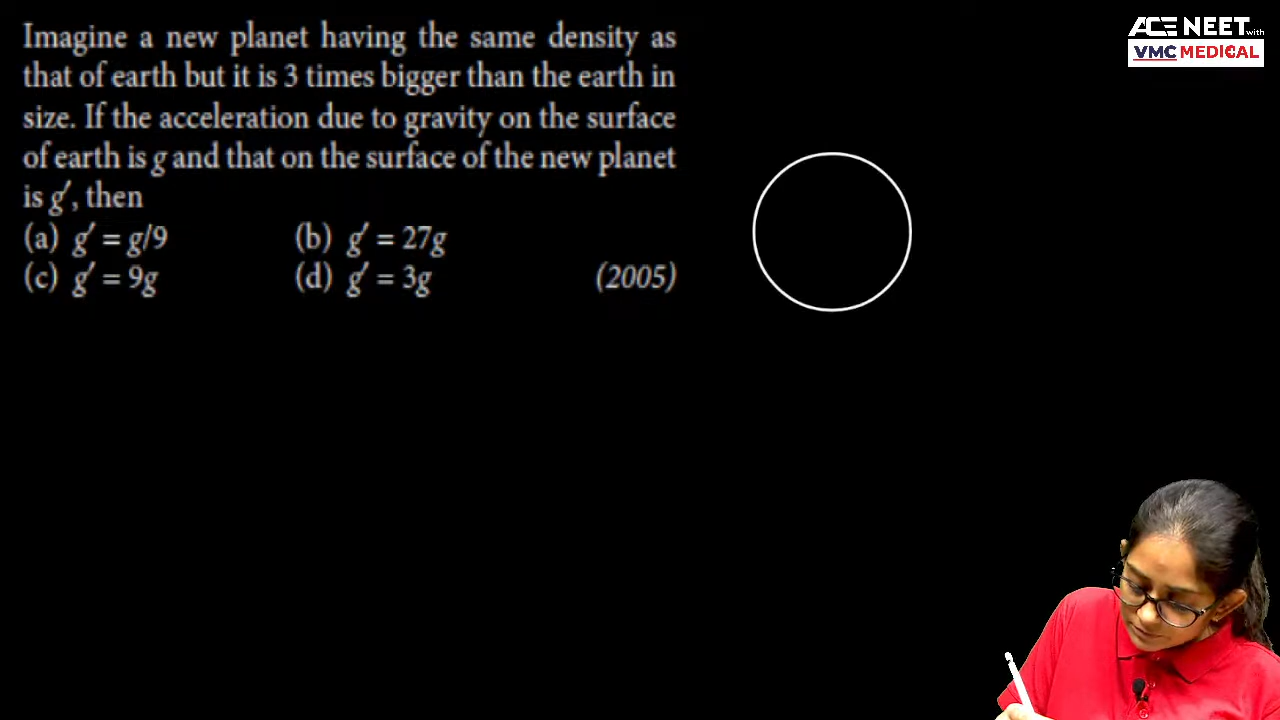 Imagine a new planet having the same density as
that of earth but it is 3 times bigger than the earth in
size. If the acceleration due to gravity on the surface
of earth is g and that on the surface of the new planet
is g′, then
(a) g′ = g/9 (b) g′ = 27g
(c) g′ = 9g (d) g′ = 3g (2005)
ACE NEET with
VMC MEDICAL